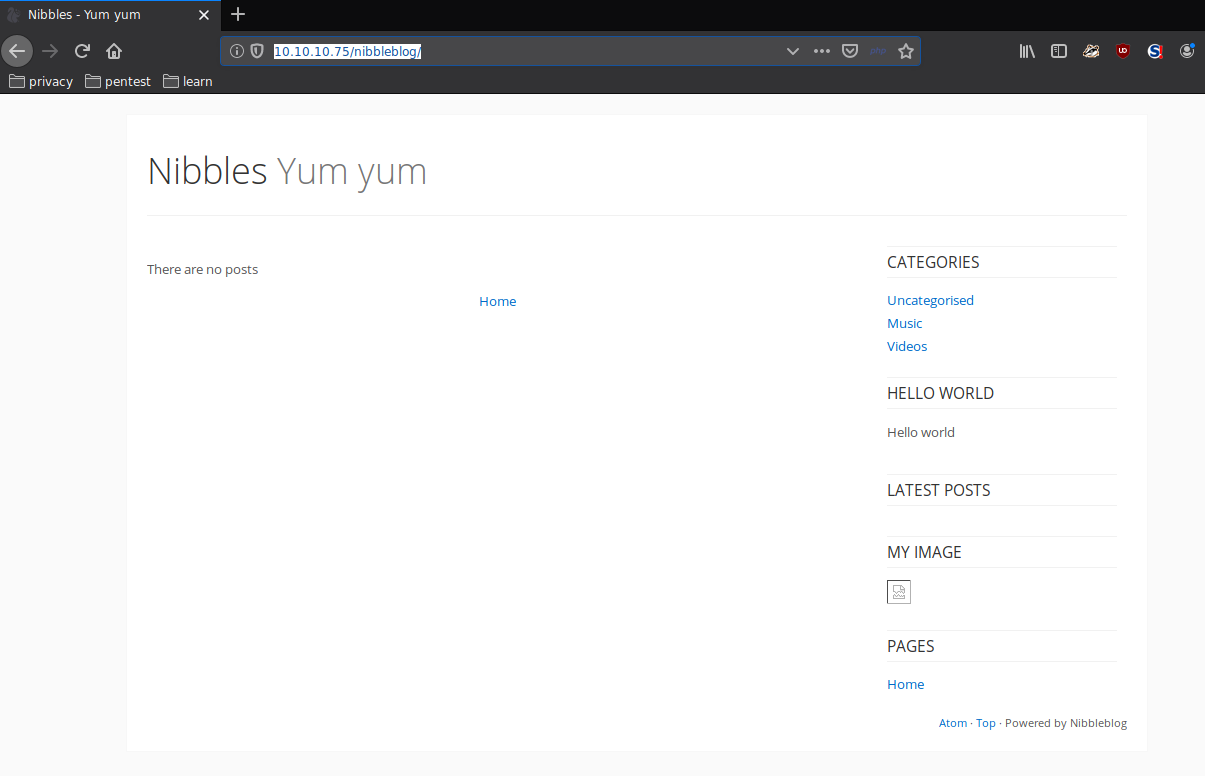 Nibbles - Yum yum
10.10.10.75/nibbleblog/
privacy pentest learn
Nibbles Yum yum
There are no posts
Home
CATEGORIES
Uncategorised
Music
Videos
HELLO WORLD
Hello world
LATEST POSTS
MY IMAGE
PAGES
Home
Atom · Top · Powered by Nibbleblog